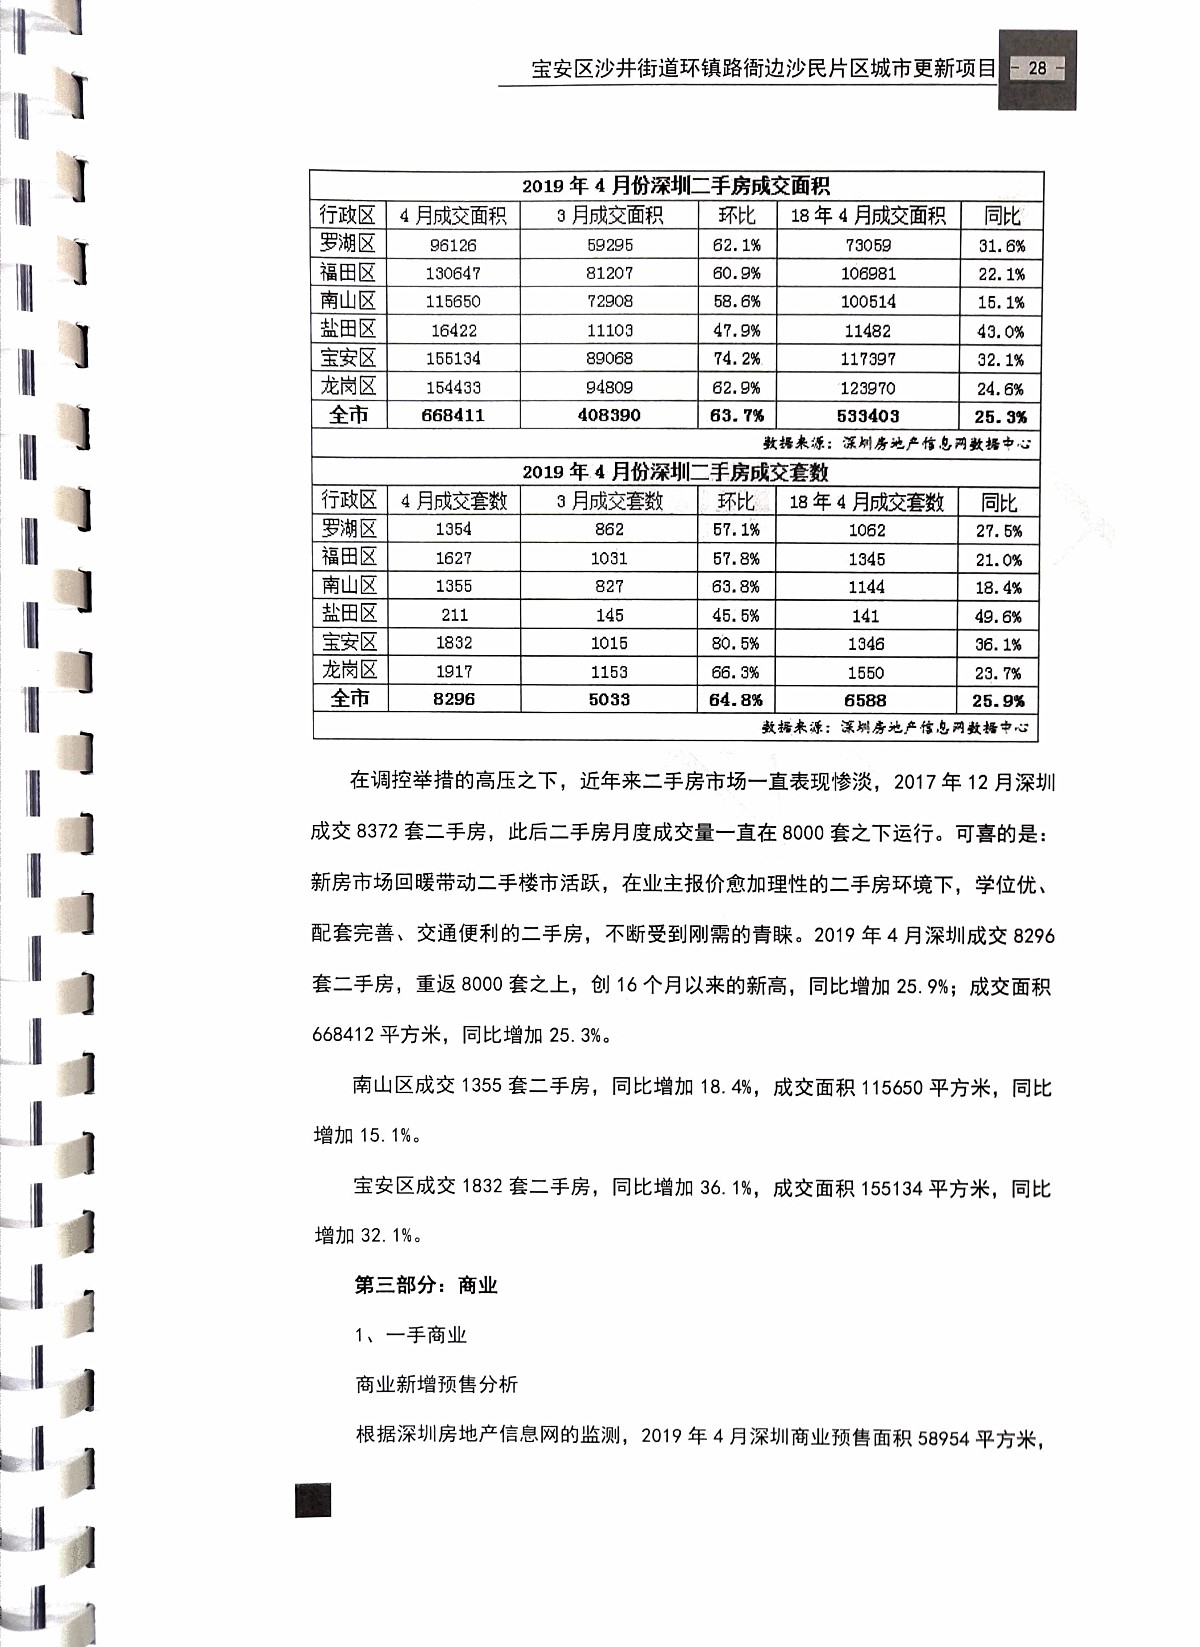 宝安区沙井街道环镇路衙边沙民片区城市更新项目 - 28 -
2019 年 4 月份深圳二手房成交面积
行政区 4 月成交面积 3 月成交面积 环比 18 年 4 月成交面积 同比
罗湖区 96126 59295 62.1% 73059 31.6%
福田区 130647 81207 60.9% 106981 22.1%
南山区 115650 72908 58.6% 100514 15.1%
盐田区 16422 11103 47.9% 11482 43.0%
宝安区 155134 89068 74.2% 117397 32.1%
龙岗区 154433 94809 62.9% 123970 24.6%
全市 668411 408390 63.7% 533403 25.3%
数据来源：深圳房地产信息网数据中心
2019 年 4 月份深圳二手房成交套数
行政区 4 月成交套数 3 月成交套数 环比 18 年 4 月成交套数 同比
罗湖区 1354 862 57.1% 1062 27.5%
福田区 1627 1031 57.8% 1345 21.0%
南山区 1355 827 63.8% 1144 18.4%
盐田区 211 145 45.5% 141 49.6%
宝安区 1832 1015 80.5% 1346 36.1%
龙岗区 1917 1153 66.3% 1550 23.7%
全市 8296 5033 64.8% 6588 25.9%
数据来源：深圳房地产信息网数据中心
在调控举措的高压之下，近年来二手房市场一直表现惨淡，2017 年 12 月深圳
成交 8372 套二手房，此后二手房月度成交量一直在 8000 套之下运行。可喜的是：
新房市场回暖带动二手楼市活跃，在业主报价愈加理性的二手房环境下，学位优、
配套完善、交通便利的二手房，不断受到刚需的青睐。2019 年 4 月深圳成交 8296
套二手房，重返 8000 套之上，创 16 个月以来的新高，同比增加 25.9%；成交面积
668412 平方米，同比增加 25.3%。
南山区成交 1355 套二手房，同比增加 18.4%，成交面积 115650 平方米，同比
增加 15.1%。
宝安区成交 1832 套二手房，同比增加 36.1%，成交面积 155134 平方米，同比
增加 32.1%。
第三部分：商业
1、一手商业
商业新增预售分析
根据深圳房地产信息网的监测，2019 年 4 月深圳商业预售面积 58954 平方米，